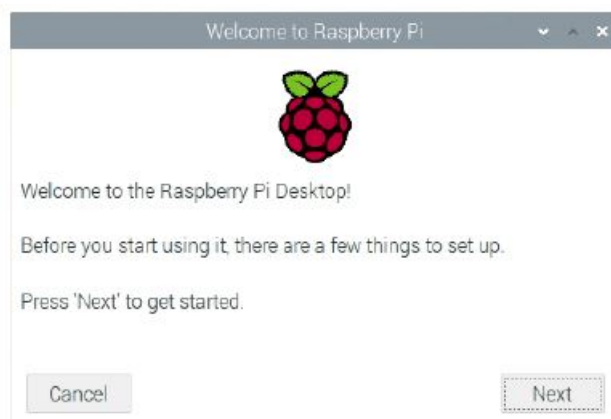 Welcome to Raspberry Pi
Welcome to the Raspberry Pi Desktop!
Before you start using it, there are a few things to set up.
Press 'Next' to get started.
Cancel
Next